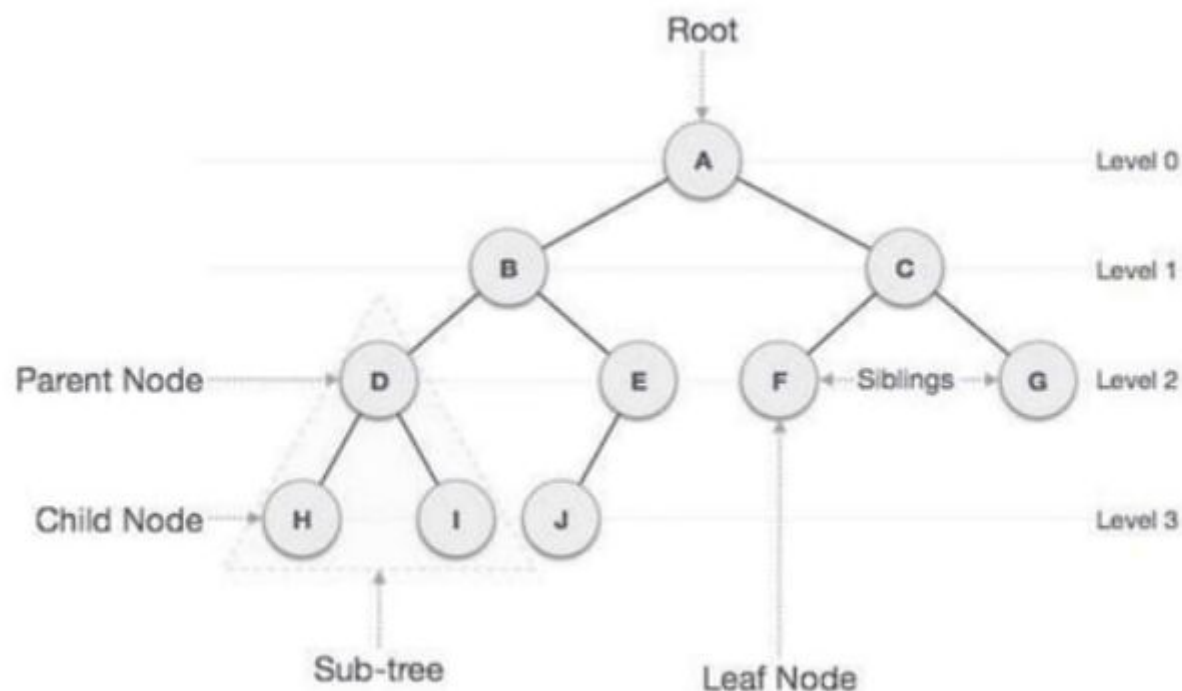 Root
A
Level 0
B
C
Level 1
Parent Node
D
E
F
Siblings
G
Level 2
Child Node
H
I
J
Level 3
Sub-tree
Leaf Node